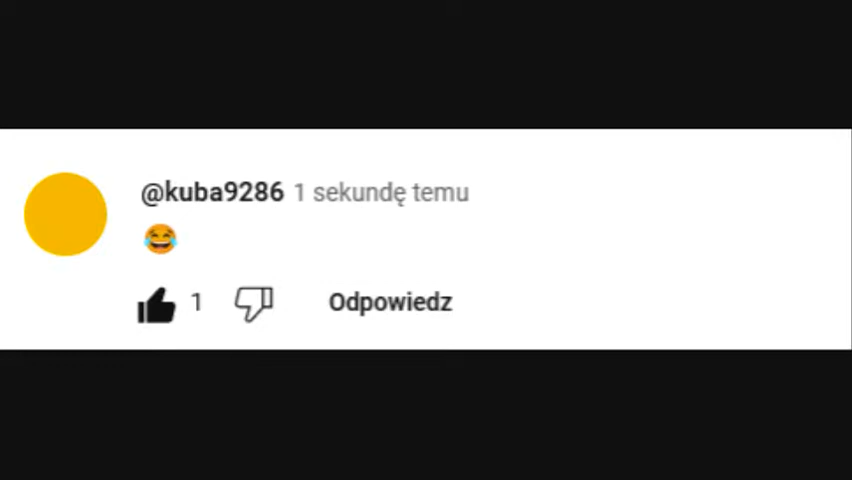 @kuba9286 1 sekundę temu
😂
1 Odpowiedz